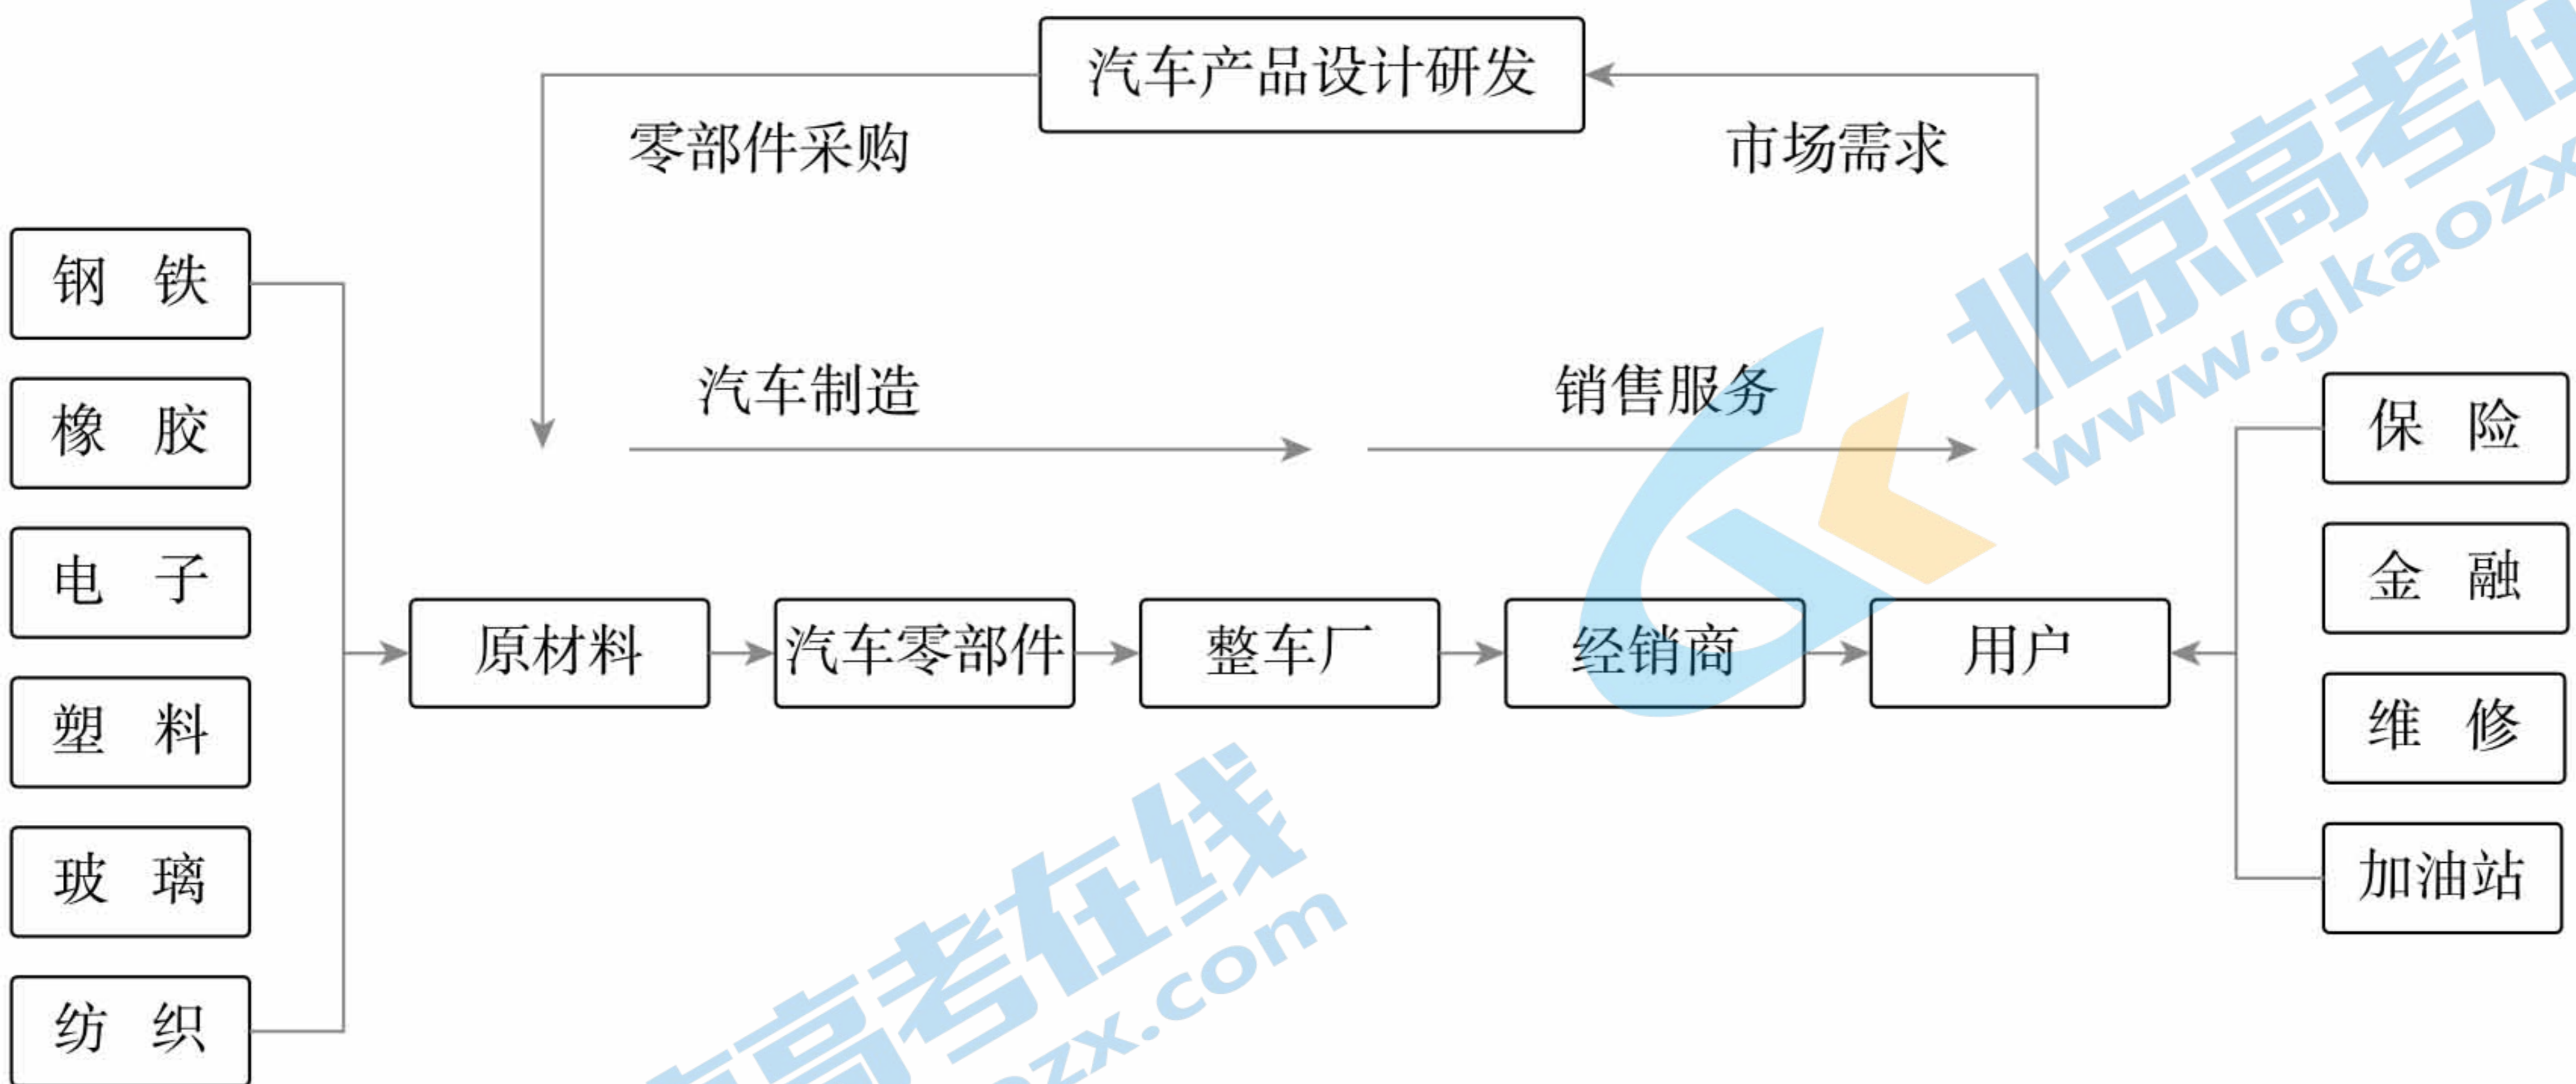 汽车产品设计研发
零部件采购
市场需求
汽车制造
销售服务
钢 铁
橡 胶
电 子
塑 料
玻 璃
纺 织
原材料
汽车零部件
整车厂
经销商
用户
保 险
金 融
维 修
加油站
北京高考在
www.gkaozx
京高考在线
ozx.com